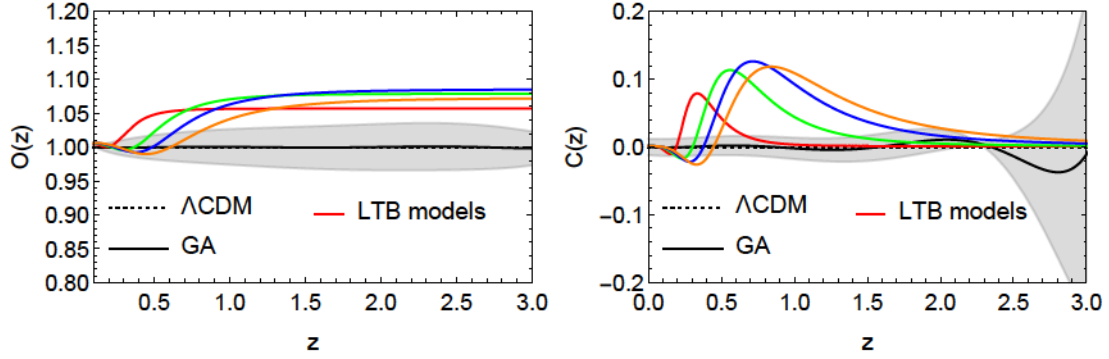 1.20
1.15
1.10
1.05
1.00
0.95
0.90
0.85
0.80
O(z)
ΛCDM
GA
LTB models
0.5 1.0 1.5 2.0 2.5 3.0
z
0.2
0.1
0.0
−0.1
−0.2
C(z)
ΛCDM
GA
LTB models
0.0 0.5 1.0 1.5 2.0 2.5 3.0
z